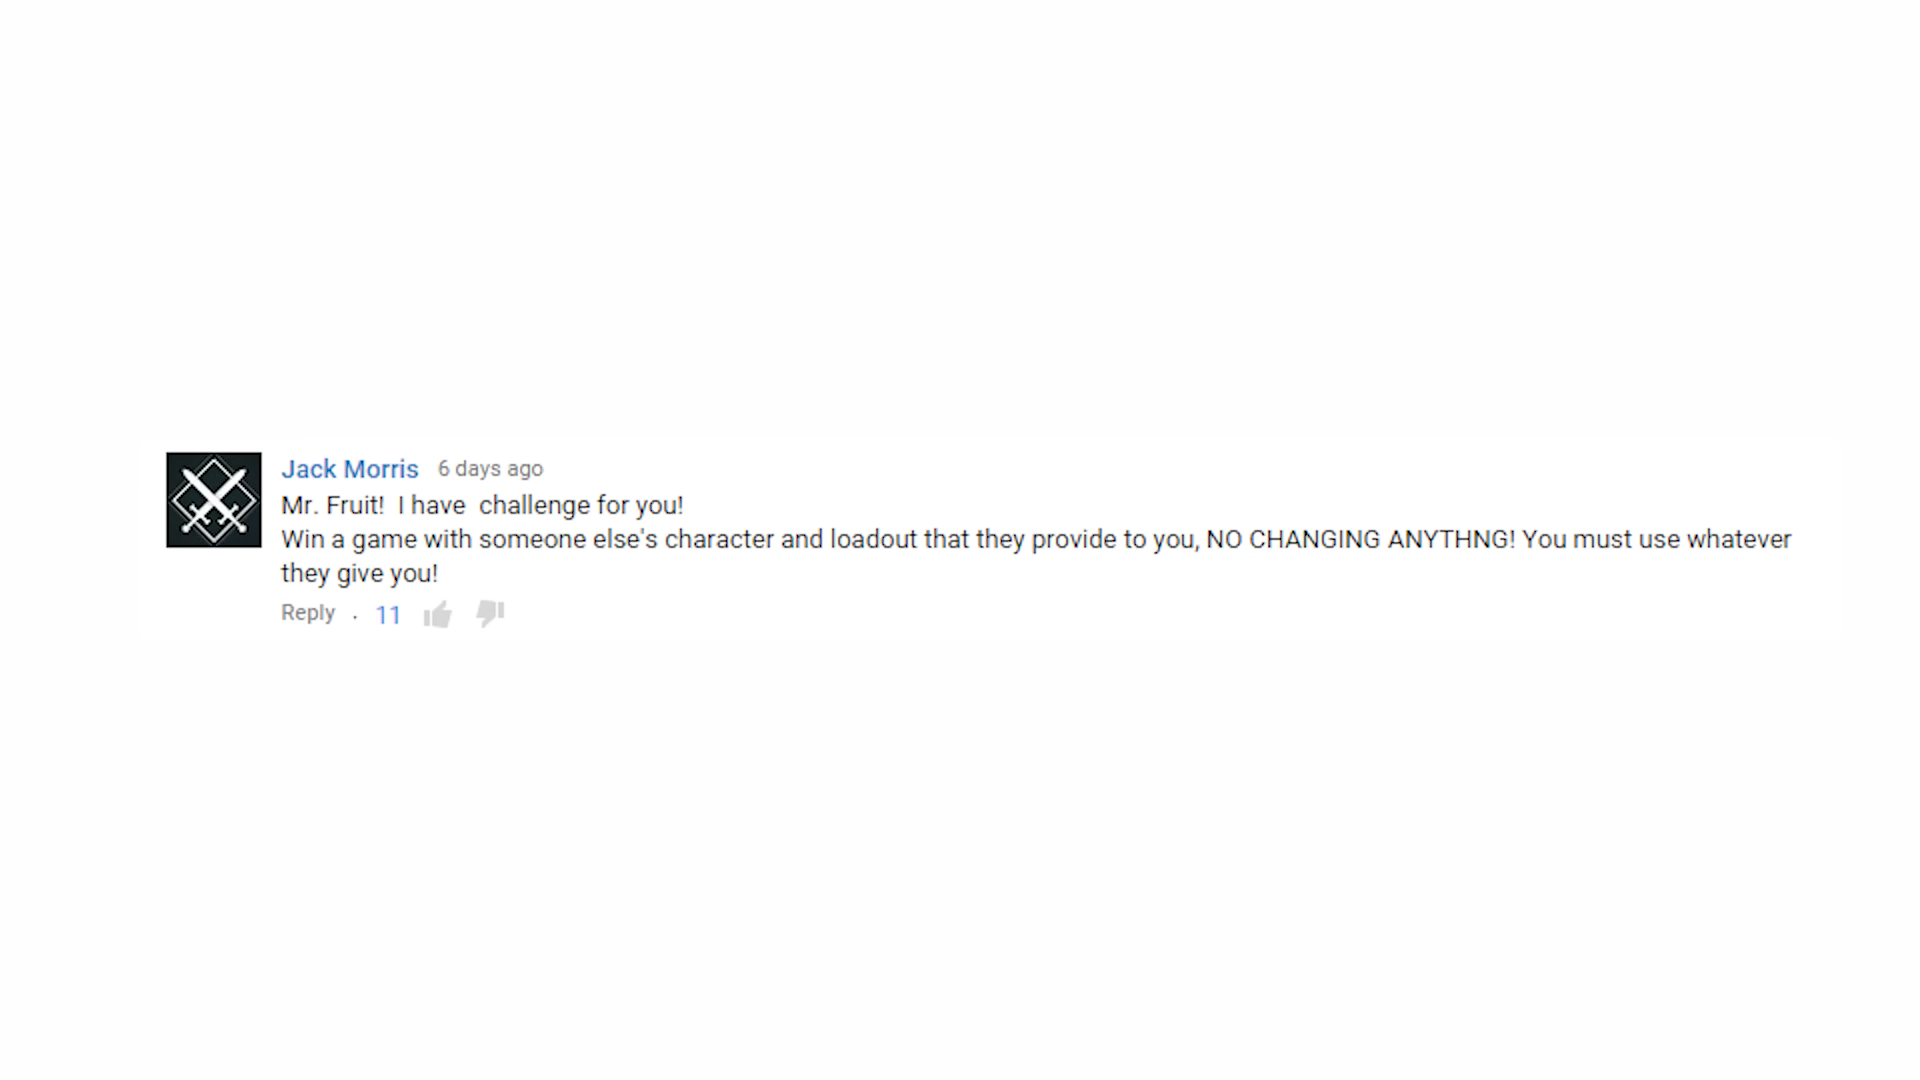 Jack Morris 6 days ago
Mr. Fruit!  I have  challenge for you!
Win a game with someone else's character and loadout that they provide to you, NO CHANGING ANYTHNG! You must use whatever
they give you!
Reply · 11